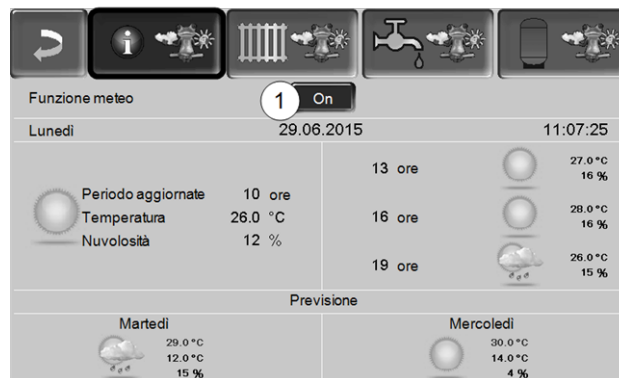 i
Funzione meteo 1 On
Lunedì 29.06.2015 11:07:25
Periodo aggiornate 10 ore
Temperatura 26.0 °C
Nuvolosità 12 %
13 ore 27.0 °C
16 %
16 ore 28.0 °C
16 %
19 ore 26.0 °C
15 %
Previsione
Martedì
29.0 °C
12.0 °C
15 %
Mercoledì
30.0 °C
14.0 °C
4 %